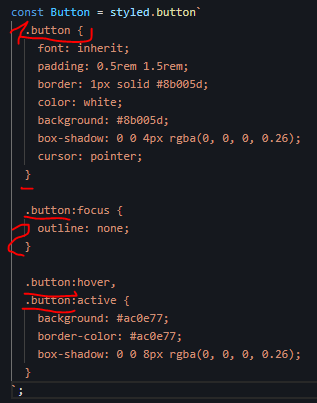 const Button = styled.button`
.button {
font: inherit;
padding: 0.5rem 1.5rem;
border: 1px solid #8b005d;
color: white;
background: #8b005d;
box-shadow: 0 0 4px rgba(0, 0, 0, 0.26);
cursor: pointer;
}
.button:focus {
outline: none;
}
.button:hover,
.button:active {
background: #ac0e77;
border-color: #ac0e77;
box-shadow: 0 0 8px rgba(0, 0, 0, 0.26);
}
`;